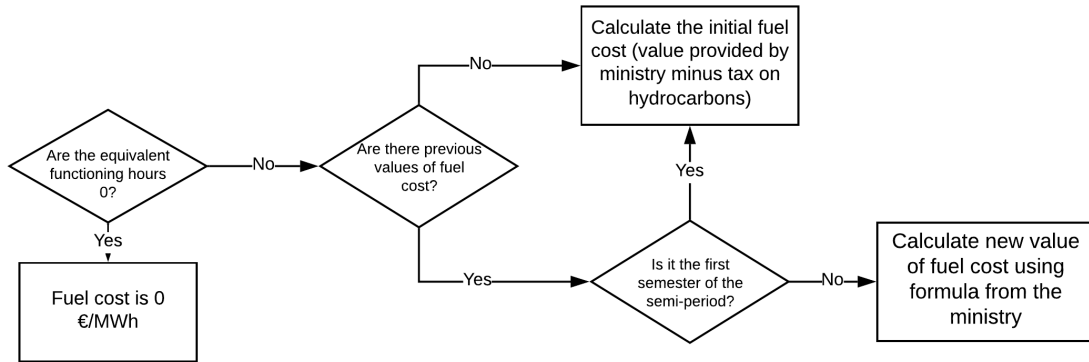 Calculate the initial fuel
cost (value provided by
ministry minus tax on
hydrocarbons)
No
Are the equivalent
functioning hours
0?
No
Are there previous
values of fuel
cost?
Yes
Yes
Fuel cost is 0
€/MWh
Yes
Is it the first
semester of the
semi-period?
No
Calculate new value
of fuel cost using
formula from the
ministry